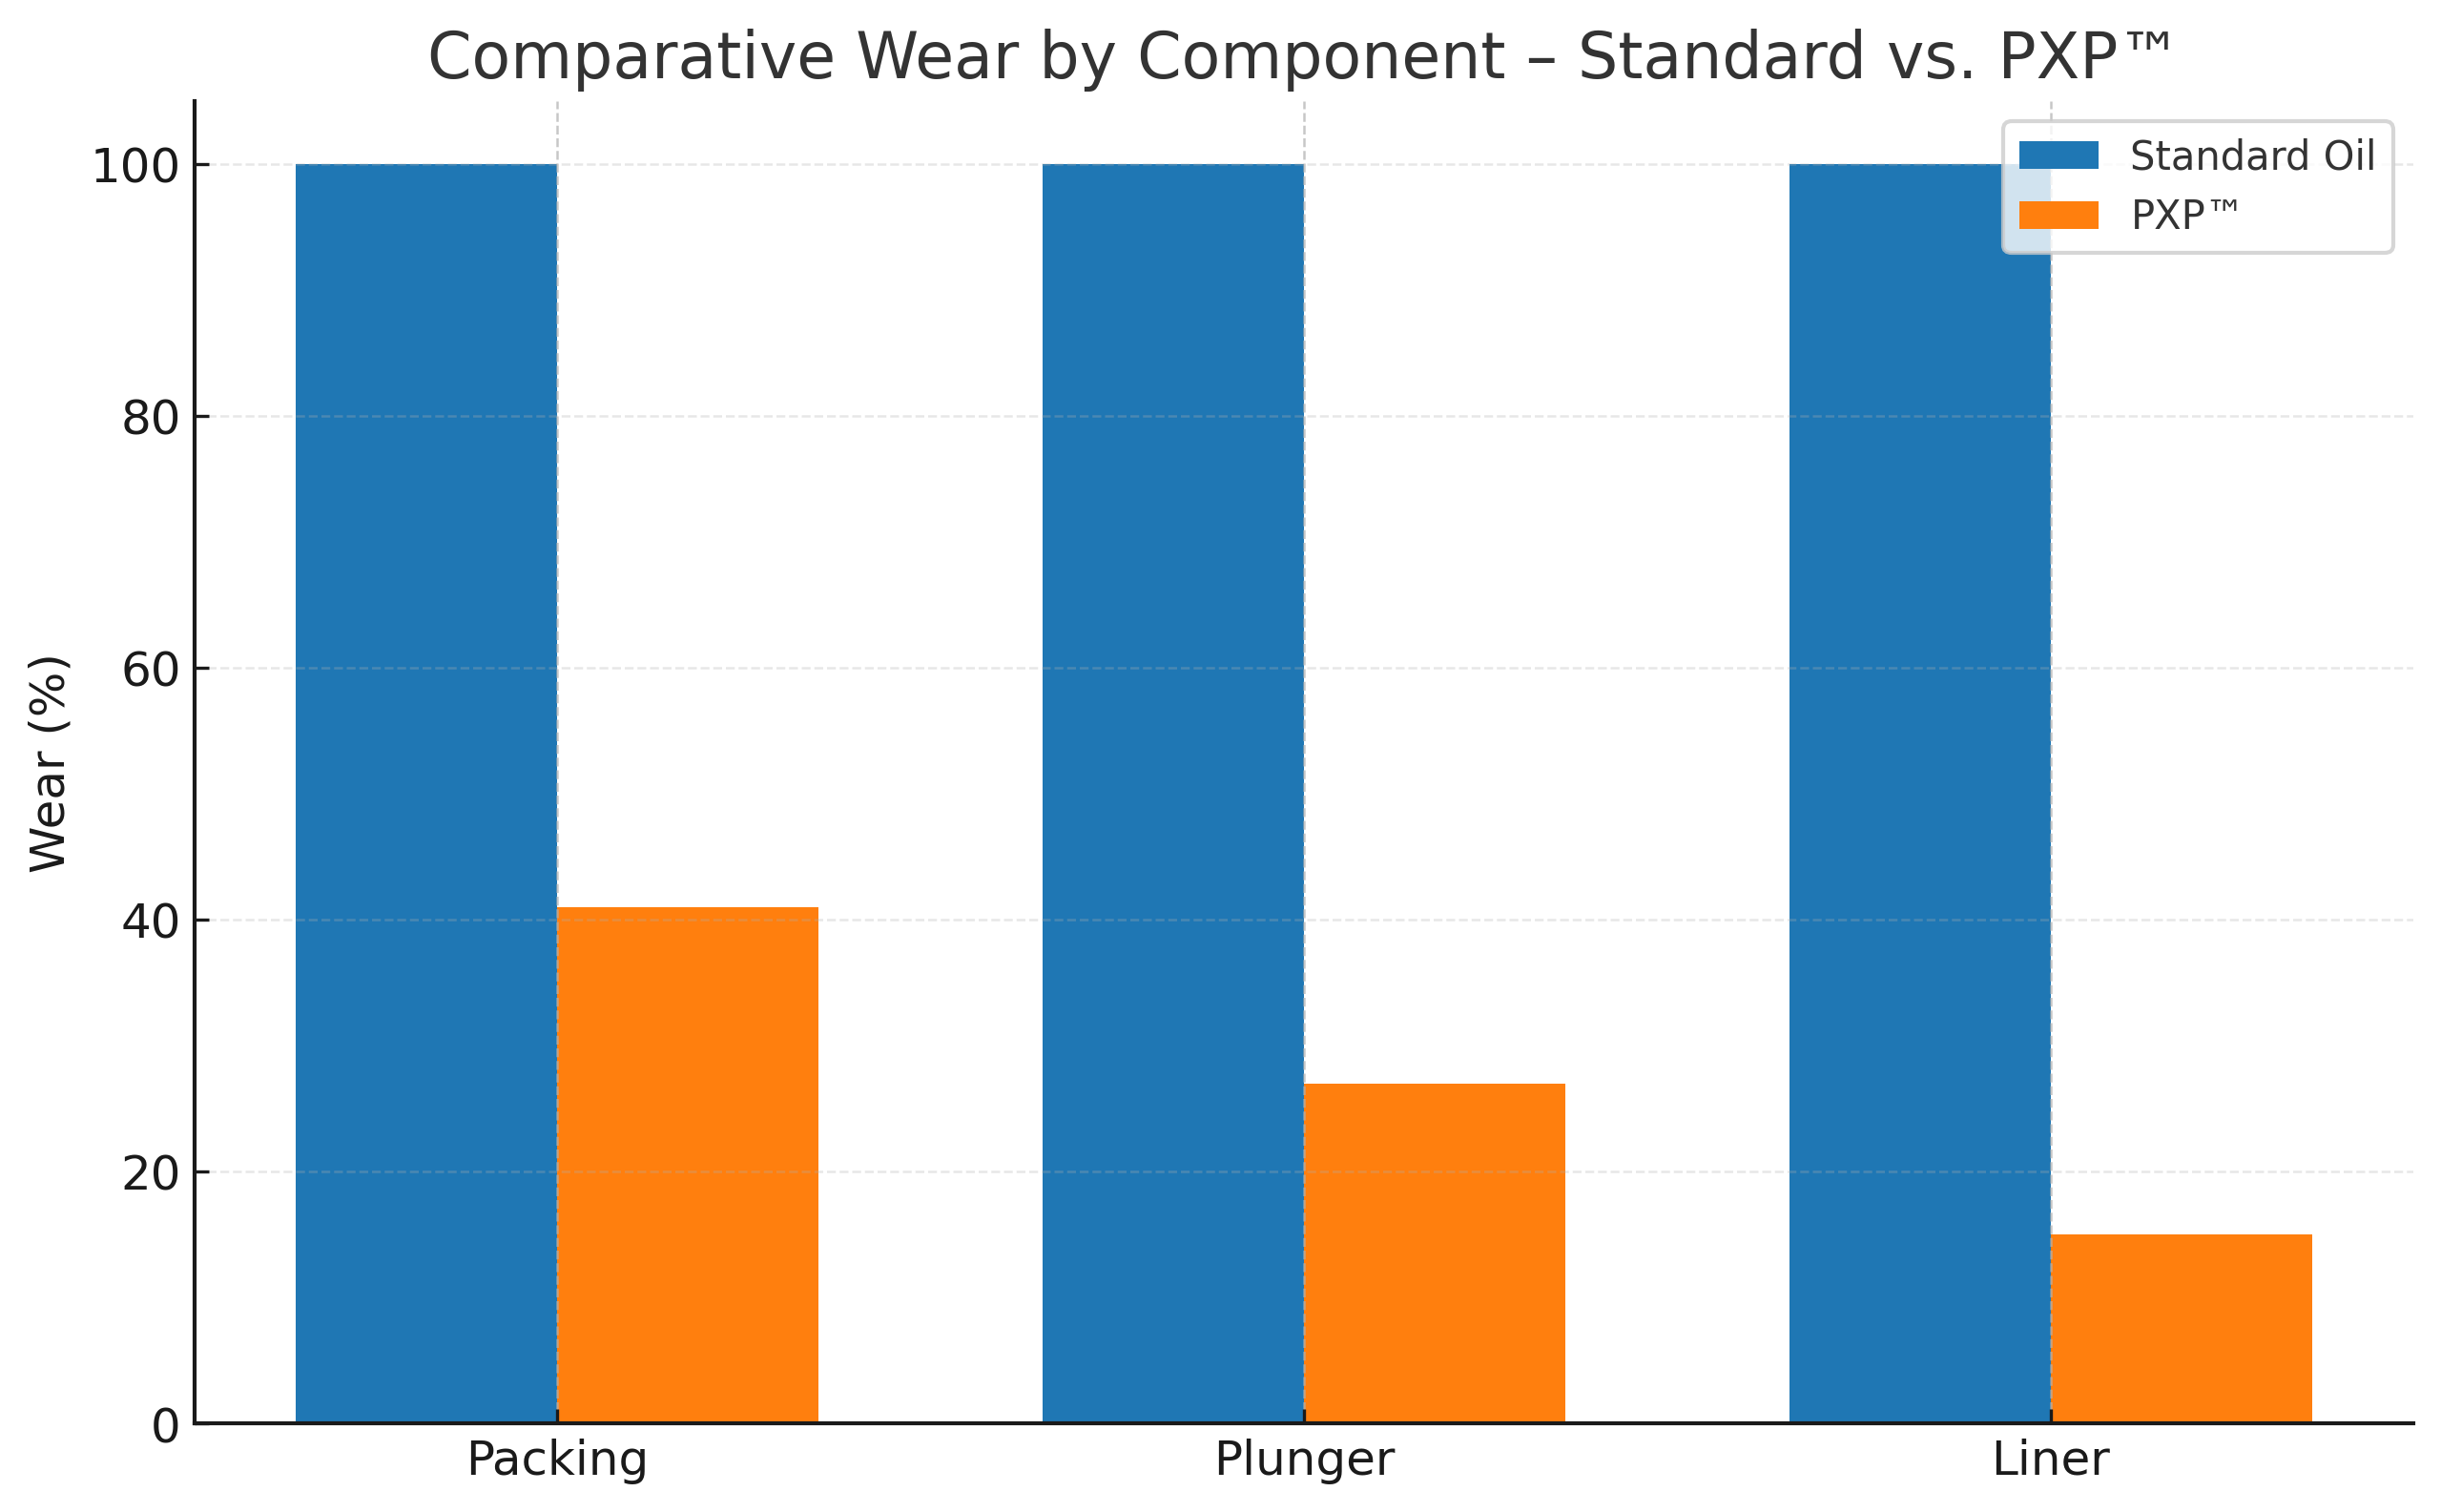 Comparative Wear by Component – Standard vs. PXP™
Standard Oil
PXP™
Wear (%)
100
80
60
40
20
0
Packing
Plunger
Liner